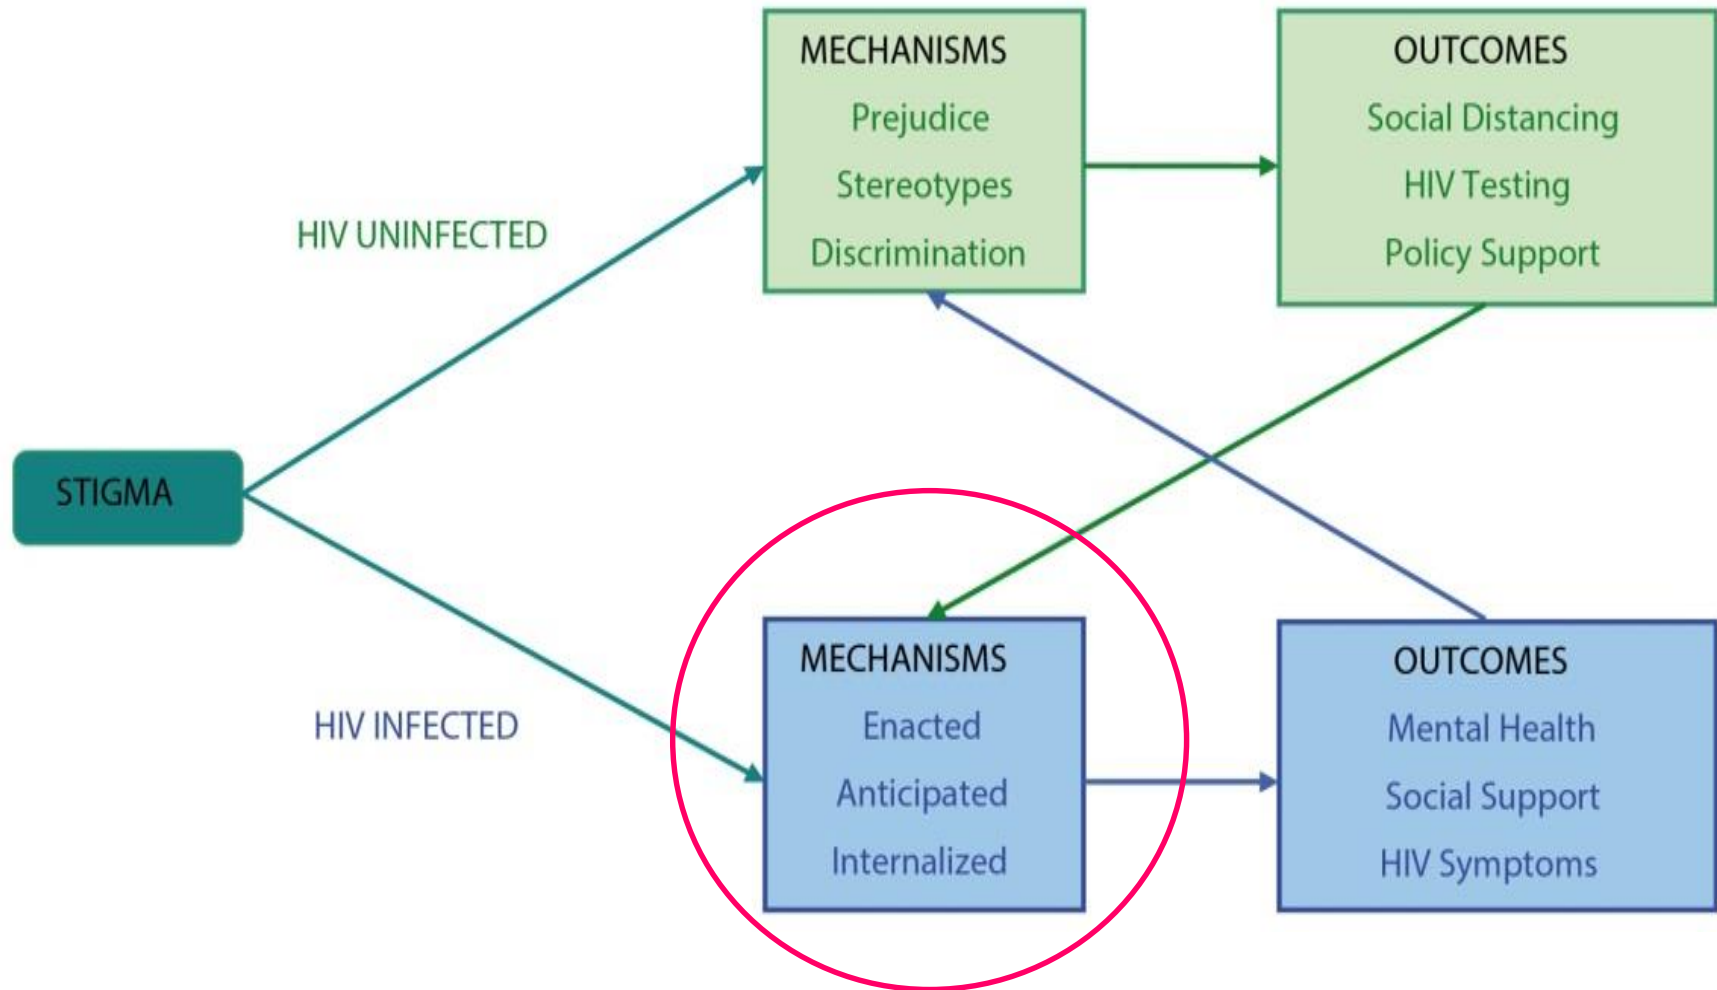 MECHANISMS
Prejudice
Stereotypes
Discrimination
OUTCOMES
Social Distancing
HIV Testing
Policy Support
HIV UNINFECTED
STIGMA
HIV INFECTED
MECHANISMS
Enacted
Anticipated
Internalized
OUTCOMES
Mental Health
Social Support
HIV Symptoms